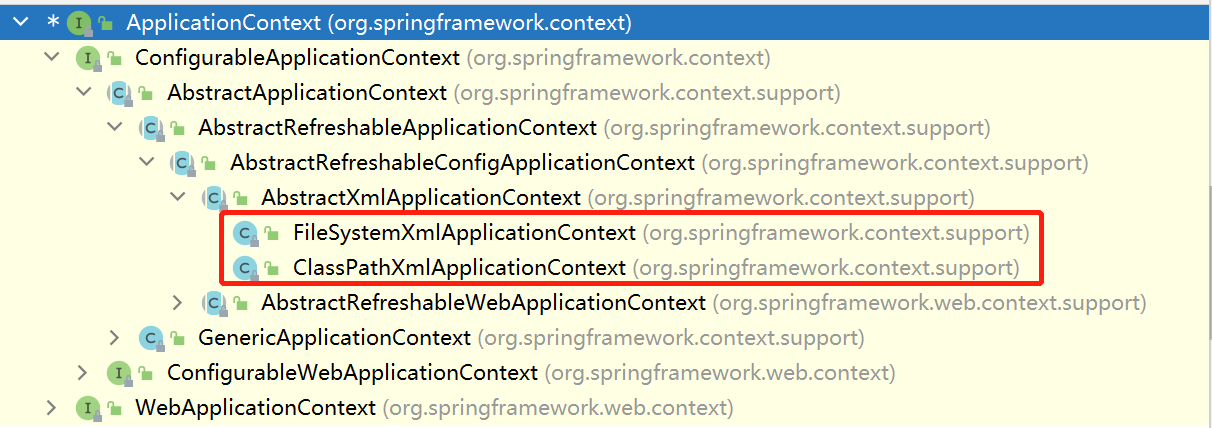 * I ApplicationContext (org.springframework.context)
I ConfigurableApplicationContext (org.springframework.context)
C AbstractApplicationContext (org.springframework.context.support)
C AbstractRefreshableApplicationContext (org.springframework.context.support)
C AbstractRefreshableConfigApplicationContext (org.springframework.context.support)
C AbstractXmlApplicationContext (org.springframework.context.support)
C FileSystemXmlApplicationContext (org.springframework.context.support)
C ClassPathXmlApplicationContext (org.springframework.context.support)
C AbstractRefreshableWebApplicationContext (org.springframework.web.context.support)
C GenericApplicationContext (org.springframework.context.support)
I ConfigurableWebApplicationContext (org.springframework.web.context)
I WebApplicationContext (org.springframework.web.context)